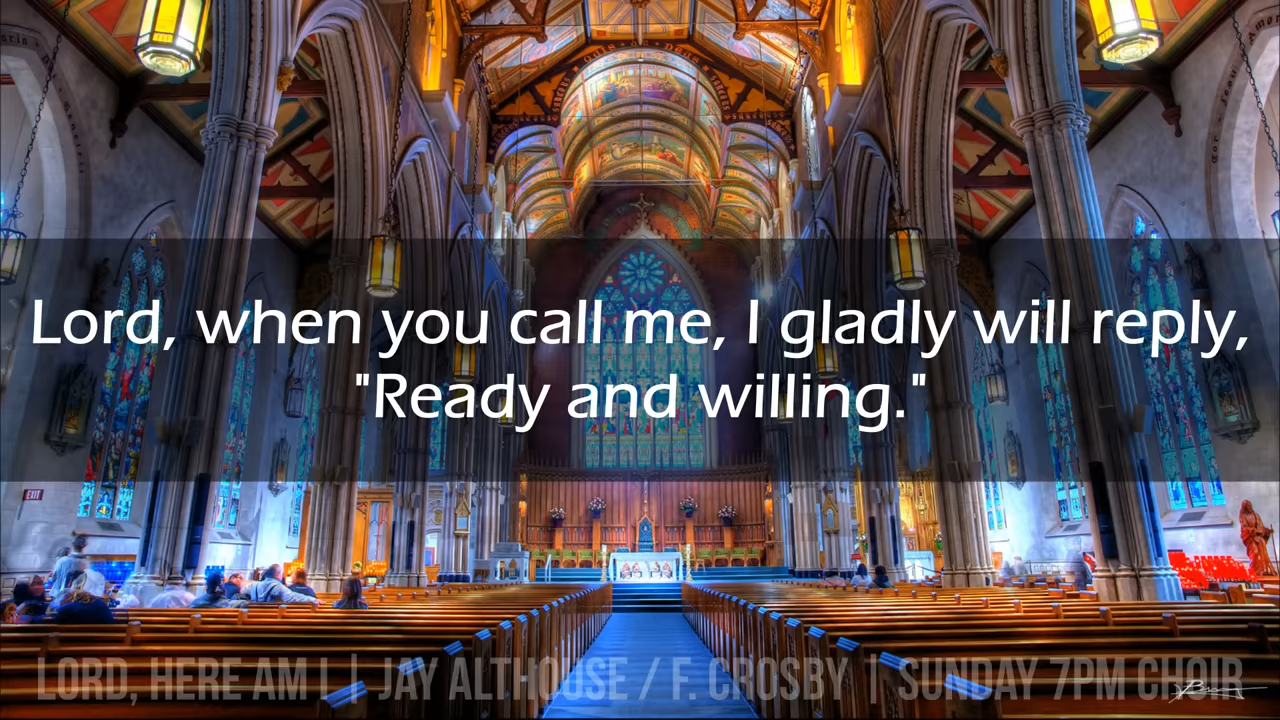 Lord, when you call me, I gladly will reply,
"Ready and willing."
EXIT
LORD, HERE AM I | JAY ALTHOUSE / F. CROSBY | SUNDAY 7PM CHOIR